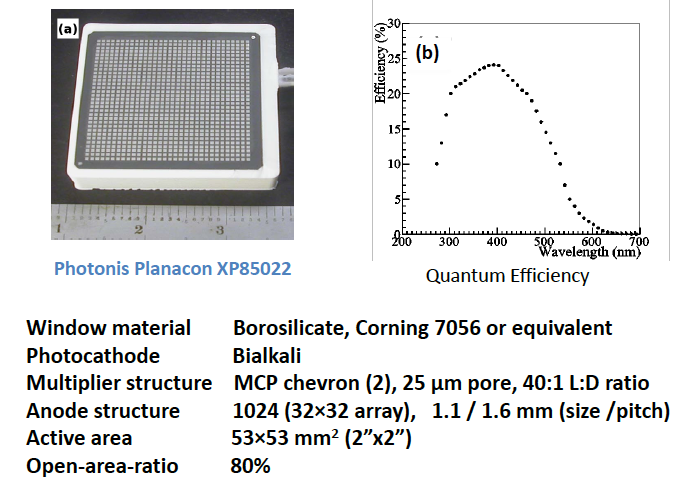 (a)
1 2 3
Photonis Planacon XP85022
(b)
Efficiency (%)
30
25
20
15
10
5
0
200 300 400 500 600 700
Wavelength (nm)
Quantum Efficiency
Window material Borosilicate, Corning 7056 or equivalent
Photocathode Bialkali
Multiplier structure MCP chevron (2), 25 μm pore, 40:1 L:D ratio
Anode structure 1024 (32×32 array), 1.1 / 1.6 mm (size /pitch)
Active area 53×53 mm² (2”x2”)
Open-area-ratio 80%